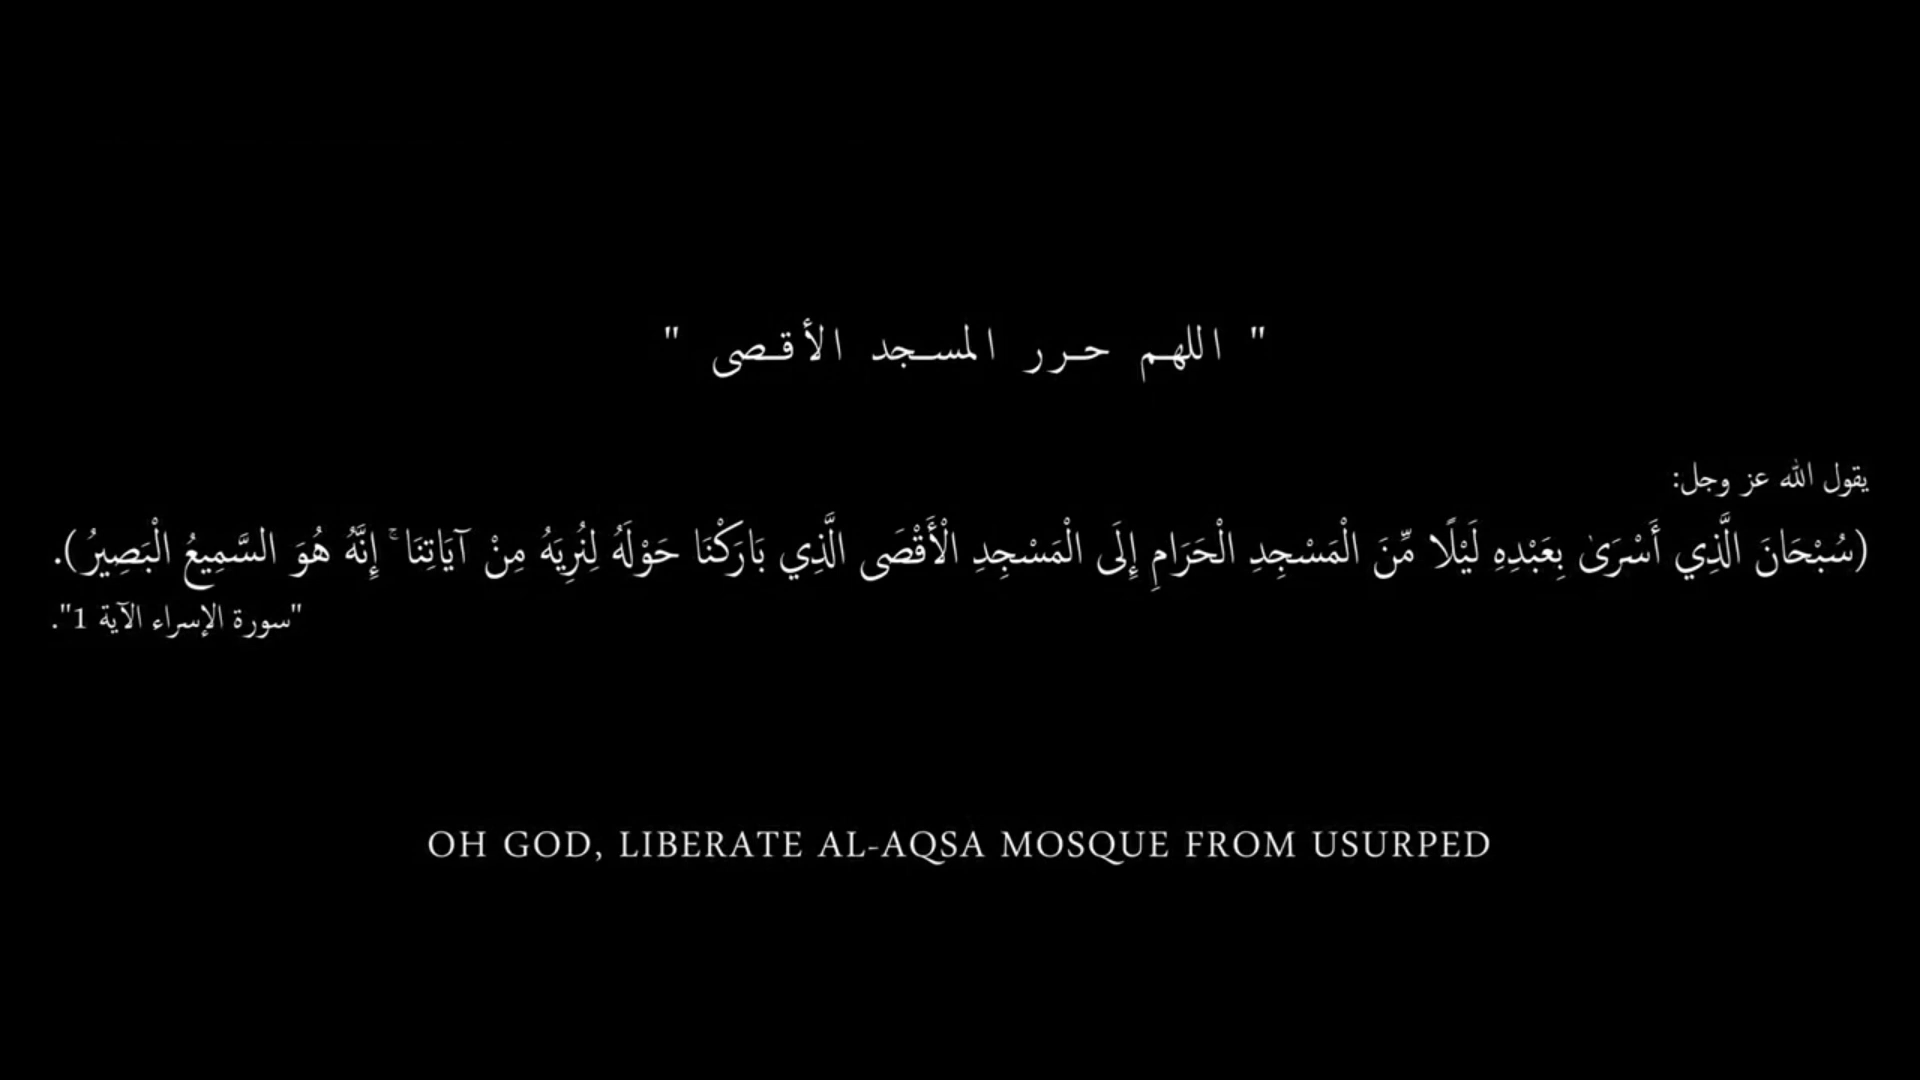 " اللهم حرر المسجد الأقصى "
يقول الله عز وجل:
(سُبْحَانَ الَّذِي أَسْرَىٰ بِعَبْدِهِ لَيْلًا مِّنَ الْمَسْجِدِ الْحَرَامِ إِلَى الْمَسْجِدِ الْأَقْصَى الَّذِي بَارَكْنَا حَوْلَهُ لِنُرِيَهُ مِنْ آيَاتِنَا ۚ إِنَّهُ هُوَ السَّمِيعُ الْبَصِيرُ).
"سورة الإسراء الآية 1".
OH GOD, LIBERATE AL-AQSA MOSQUE FROM USURPED